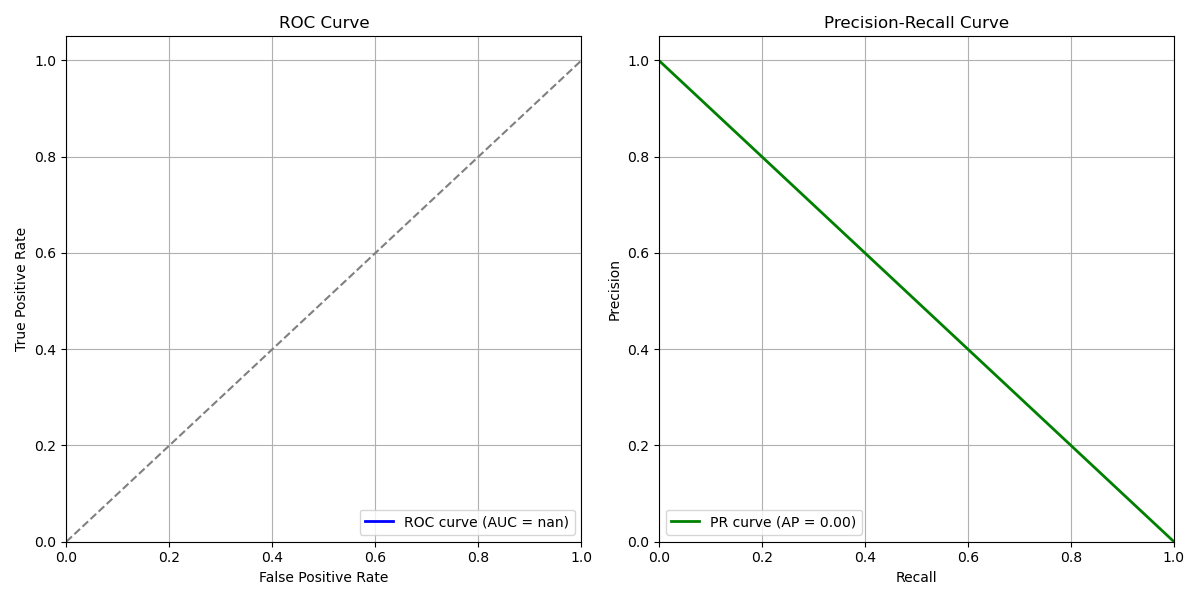 ROC Curve
1.0
0.8
0.6
0.4
0.2
0.0
True Positive Rate
ROC curve (AUC = nan)
0.0 0.2 0.4 0.6 0.8 1.0
False Positive Rate
Precision-Recall Curve
1.0
0.8
0.6
0.4
0.2
0.0
Precision
PR curve (AP = 0.00)
0.0 0.2 0.4 0.6 0.8 1.0
Recall